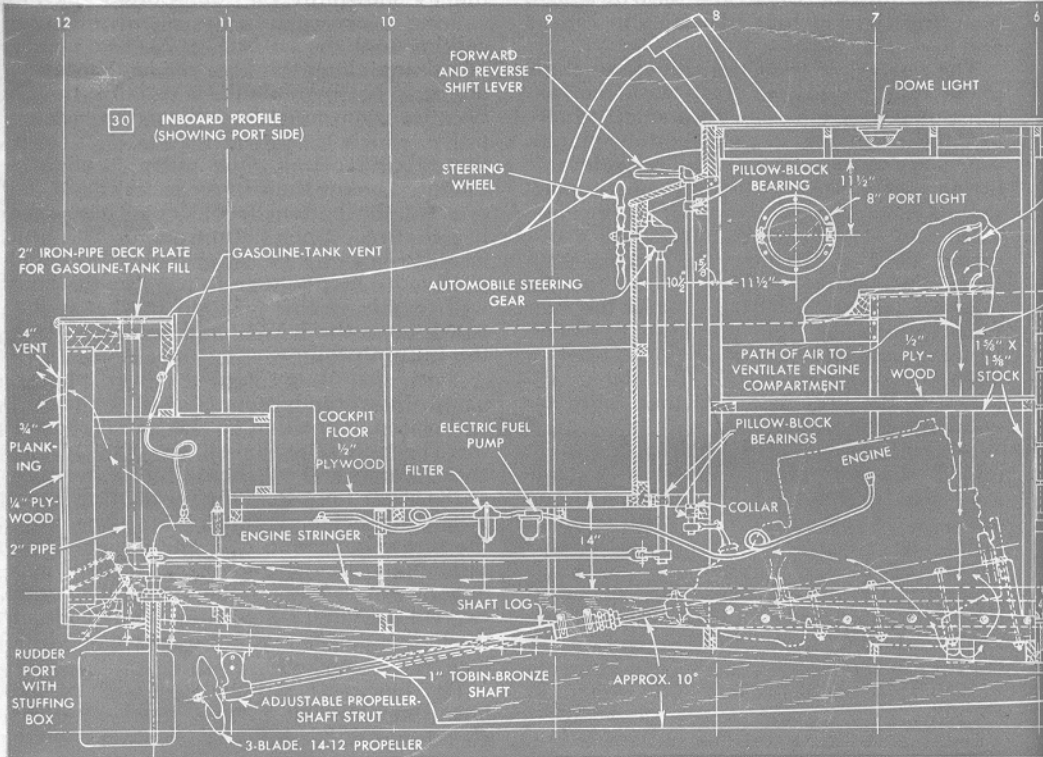 12
11
10
9
8
7
6
30
INBOARD PROFILE
(SHOWING PORT SIDE)
FORWARD
AND REVERSE
SHIFT LEVER
DOME LIGHT
STEERING
WHEEL
PILLOW-BLOCK
BEARING
11½"
8" PORT LIGHT
2" IRON-PIPE DECK PLATE
FOR GASOLINE-TANK FILL
GASOLINE-TANK VENT
AUTOMOBILE STEERING
GEAR
10½"
1⅝"
11½"
4"
VENT
PATH OF AIR TO
VENTILATE ENGINE
COMPARTMENT
½"
PLY-
WOOD
1⅝" X
1⅝"
STOCK
¾"
PLANK-
ING
COCKPIT
FLOOR
½"
PLYWOOD
ELECTRIC FUEL
PUMP
FILTER
PILLOW-BLOCK
BEARINGS
ENGINE
¼" PLY-
WOOD
2" PIPE
ENGINE STRINGER
14"
COLLAR
SHAFT LOG
RUDDER
PORT
WITH
STUFFING
BOX
1" TOBIN-BRONZE
SHAFT
APPROX. 10°
ADJUSTABLE PROPELLER-
SHAFT STRUT
3-BLADE. 14-12 PROPELLER